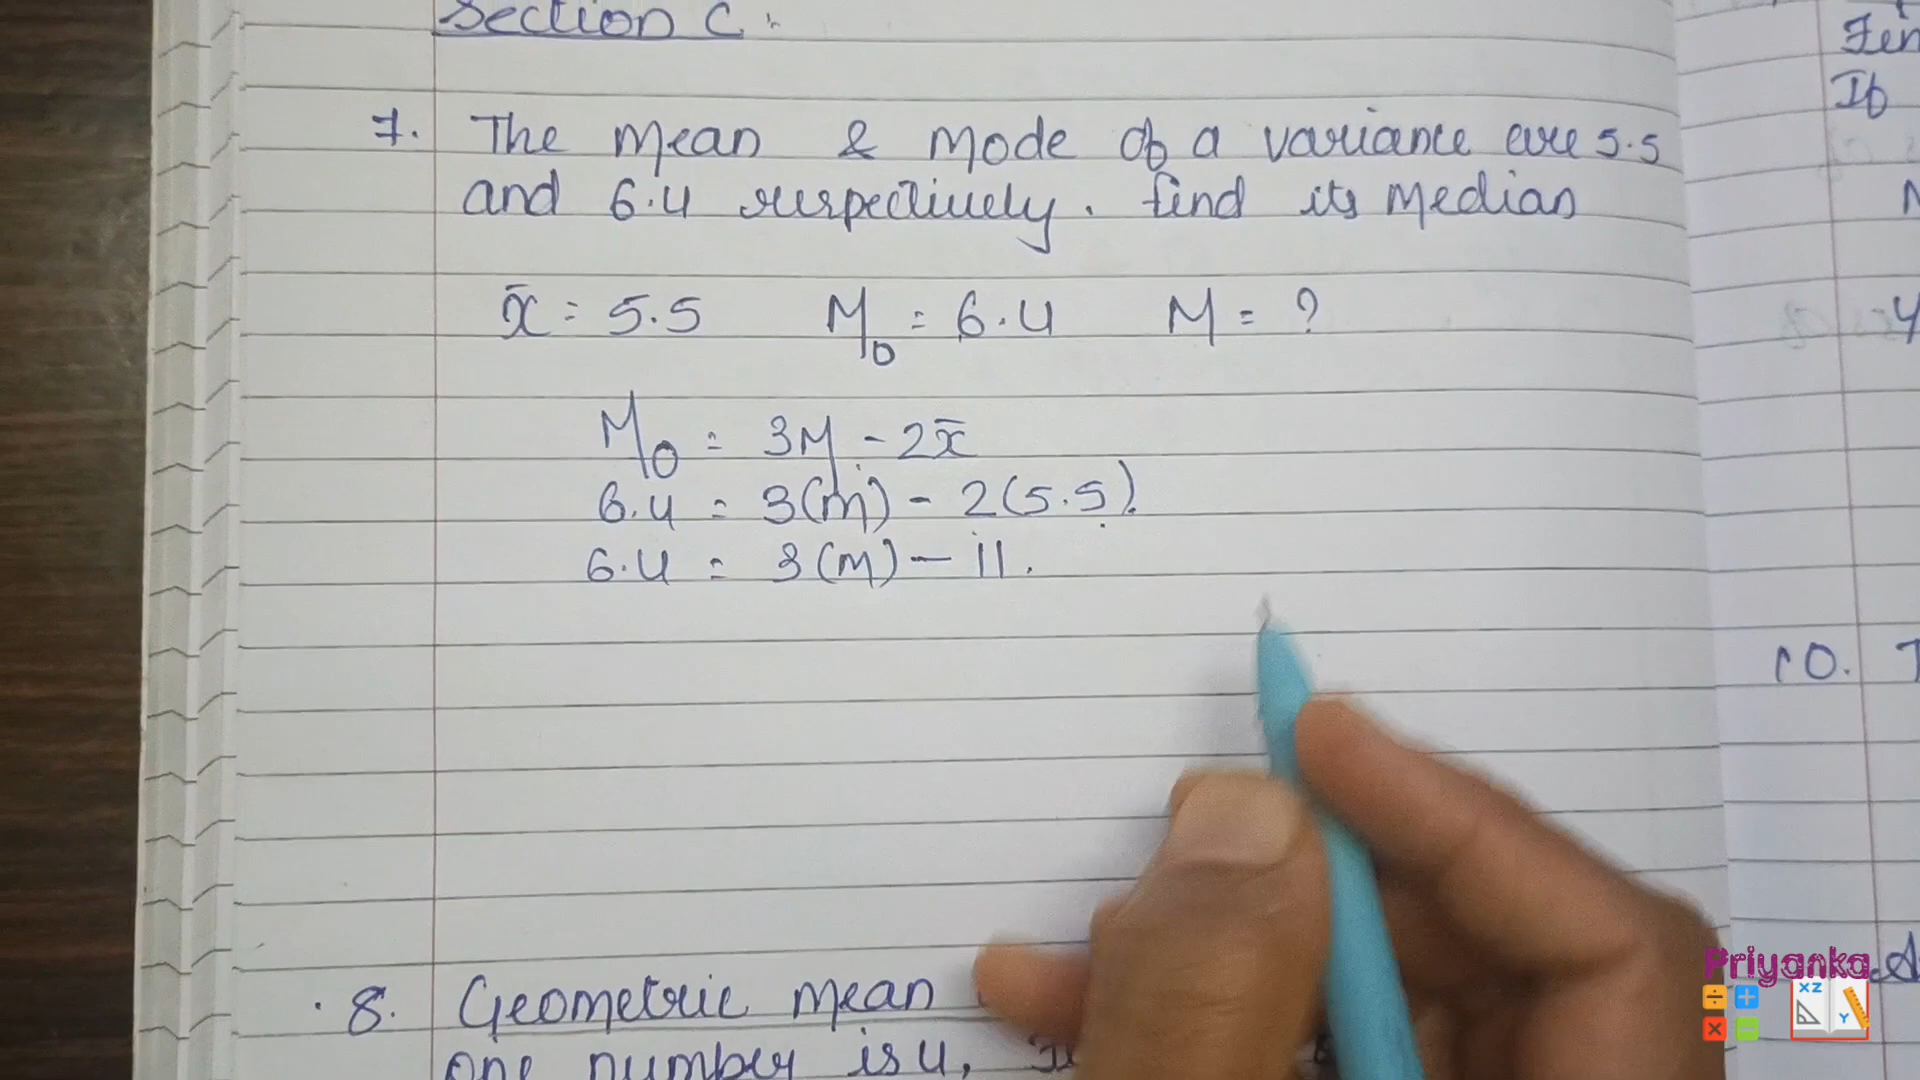 Section C.
7. The Mean & Mode of a variance are 5.5
and 6.4 respectively. find its Median
x̄ = 5.5 M₀ = 6.4 M = ?
M₀ = 3M - 2x̄
6.4 = 3(m) - 2(5.5)
6.4 = 3(m) - 11.
8. Geometric mean
one number is 4,
If
10.
Priyanka
XZ
Y